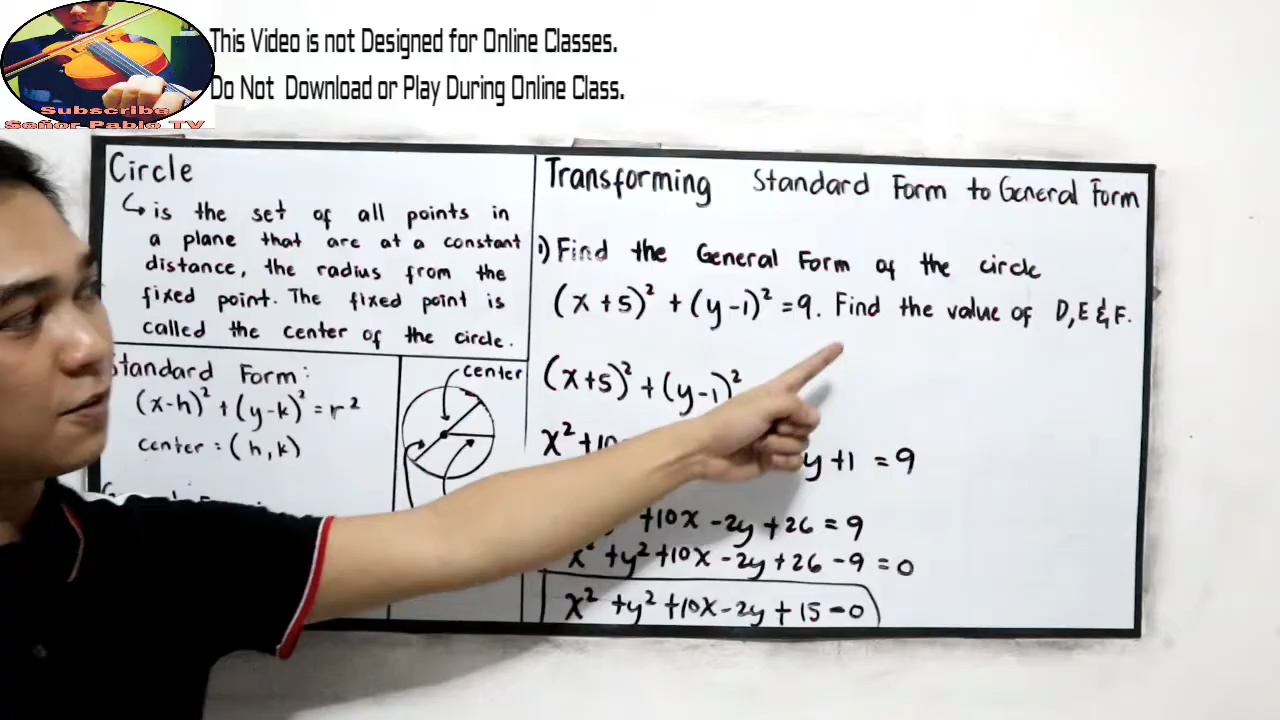 This Video is not Designed for Online Classes.
Do Not Download or Play During Online Class.
Subscribe
Señor Pablo TV
Circle
↳ is the set of all points in
a plane that are at a constant
distance, the radius from the
fixed point. The fixed point is
called the center of the circle.
Standard Form:
(x-h)² + (y-k)² = r²
center : (h, k)
center
Transforming Standard Form to General Form
1) Find the General Form of the circle
(x+5)² + (y-1)² = 9. Find the value of D, E & F.
(x+5)² + (y-1)²
x² + 10 y + 1 = 9
+10x - 2y + 26 = 9
x² + y² + 10x - 2y + 26 - 9 = 0
x² + y² + 10x - 2y + 15 = 0